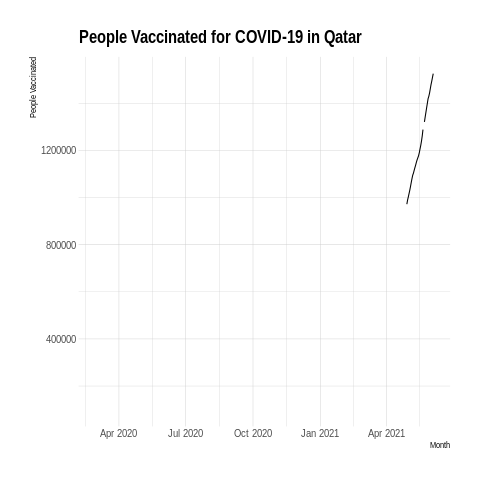 People Vaccinated for COVID-19 in Qatar
People Vaccinated
1200000
800000
400000
Apr 2020
Jul 2020
Oct 2020
Jan 2021
Apr 2021
Month